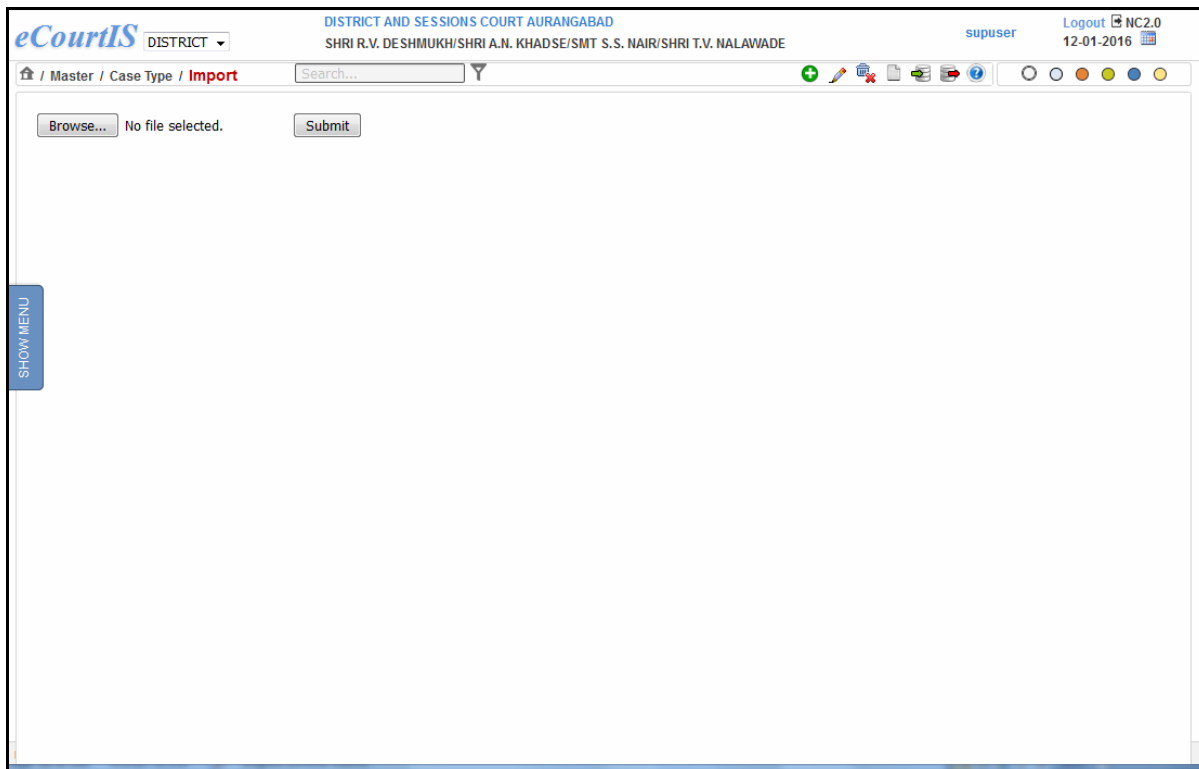 eCourtIS DISTRICT
DISTRICT AND SESSIONS COURT AURANGABAD
SHRI R.V. DESHMUKH/SHRI A.N. KHADSE/SMT S.S. NAIR/SHRI T.V. NALAWADE
supuser
Logout NC2.0
12-01-2016
/ Master / Case Type / Import
Search...
Browse... No file selected. Submit
SHOW MENU